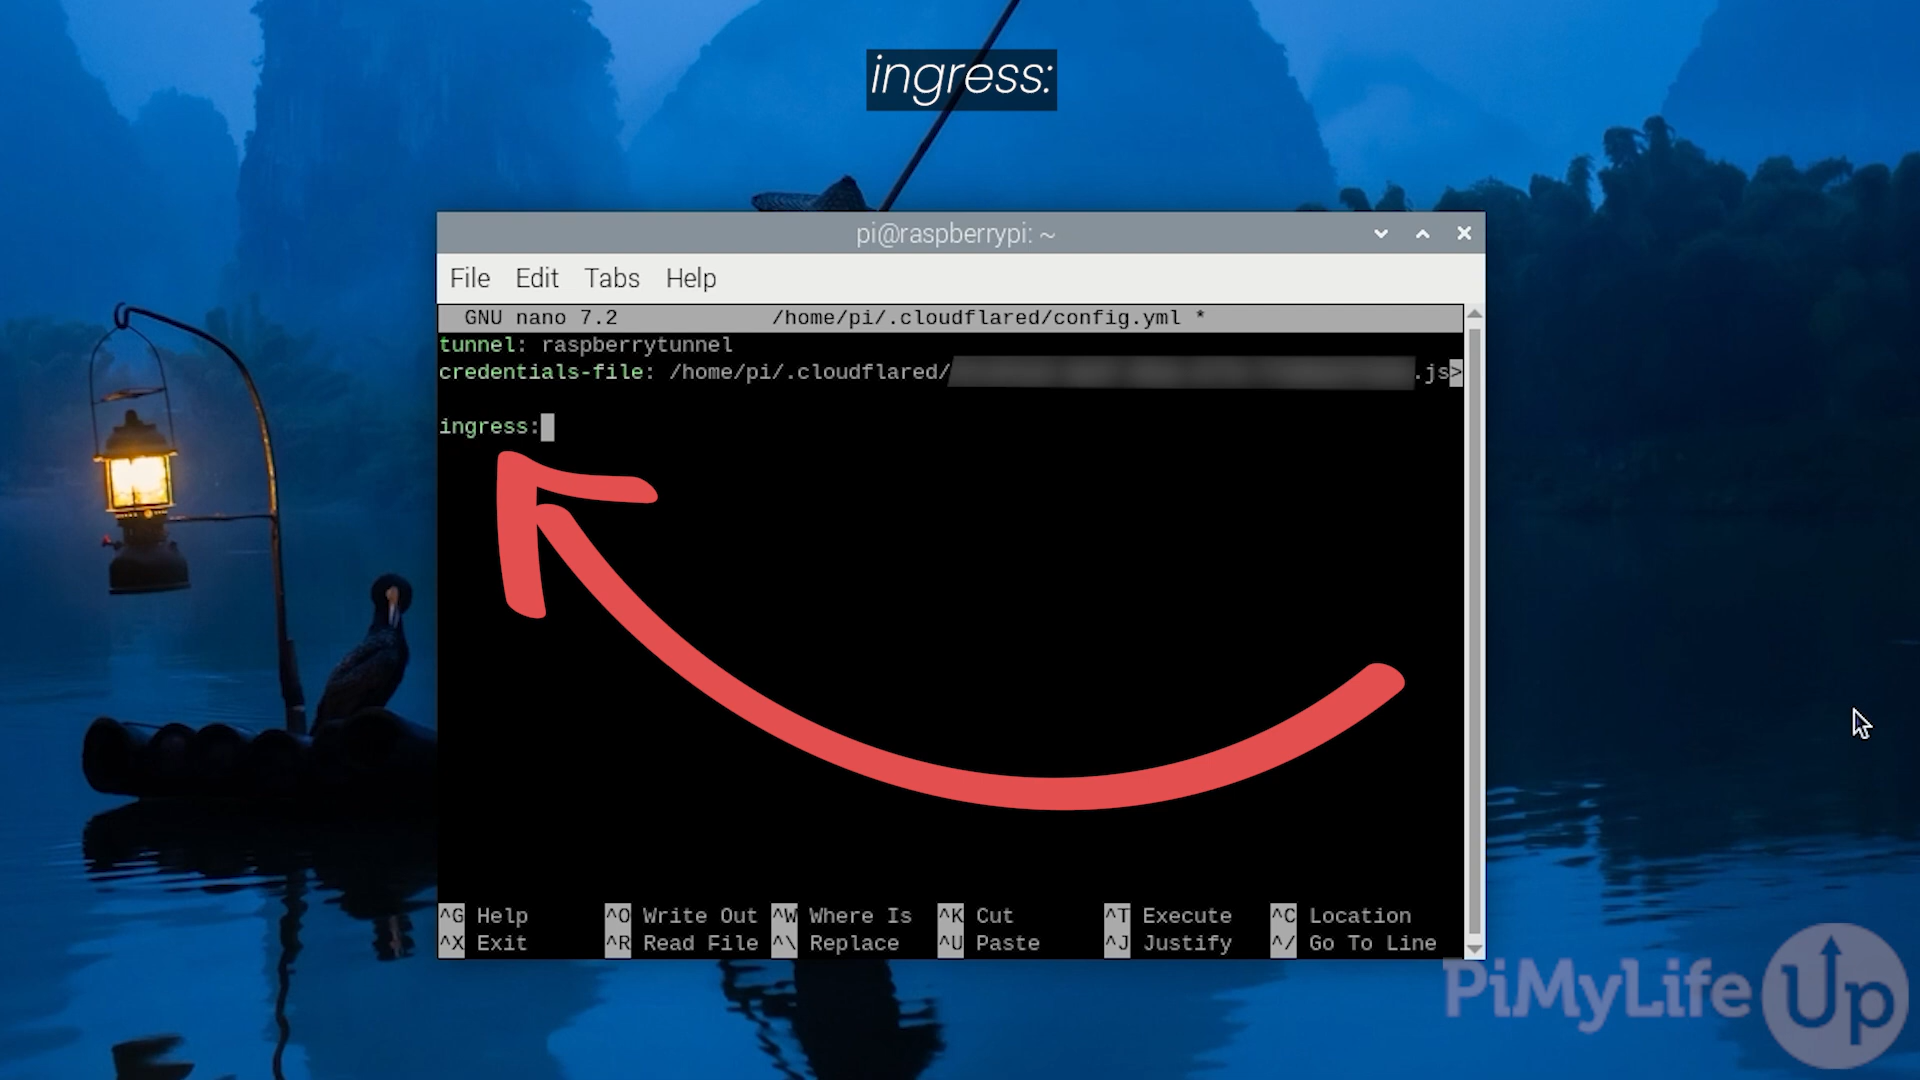 ingress:
pi@raspberrypi: ~
File Edit Tabs Help
GNU nano 7.2 /home/pi/.cloudflared/config.yml *
tunnel: raspberrytunnel
credentials-file: /home/pi/.cloudflared/ .js>
ingress:
^G Help ^O Write Out ^W Where Is ^K Cut ^T Execute ^C Location
^X Exit ^R Read File ^\ Replace ^U Paste ^J Justify ^/ Go To Line
PiMyLifeUp